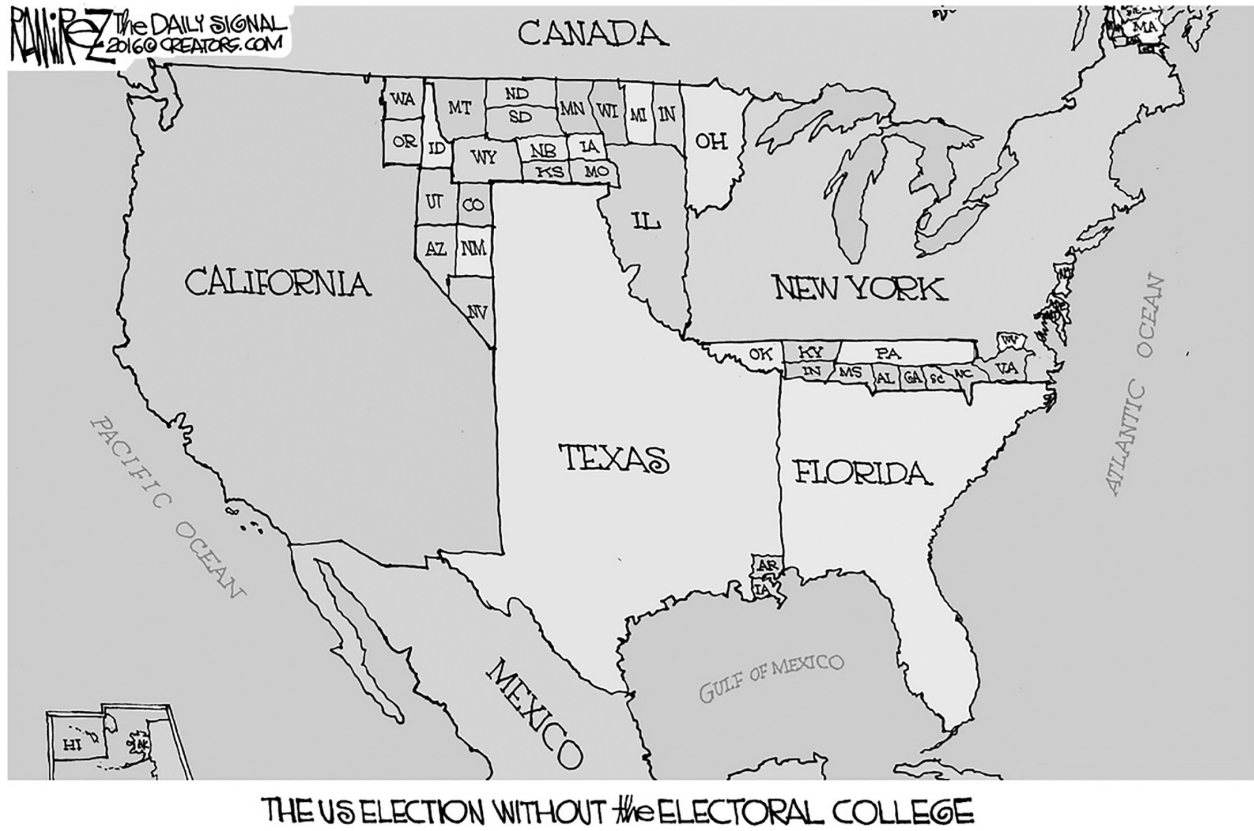 RAMIREZ
The DAILY SIGNAL
2016© CREATORS.COM
CANADA
MA
WA
MT
ND
SD
MN
WI
MI
IN
OH
OR
ID
WY
NB
IA
KS
MO
UT
CO
IL
AZ
NM
NV
CALIFORNIA
NEW YORK
OK
KY
PA
WV
VA
IN
MS
AL
GA
SC
NC
TEXAS
FLORIDA
PACIFIC OCEAN
ATLANTIC OCEAN
AR
LA
GULF OF MEXICO
MEXICO
HI
AK
THE US ELECTION WITHOUT the ELECTORAL COLLEGE